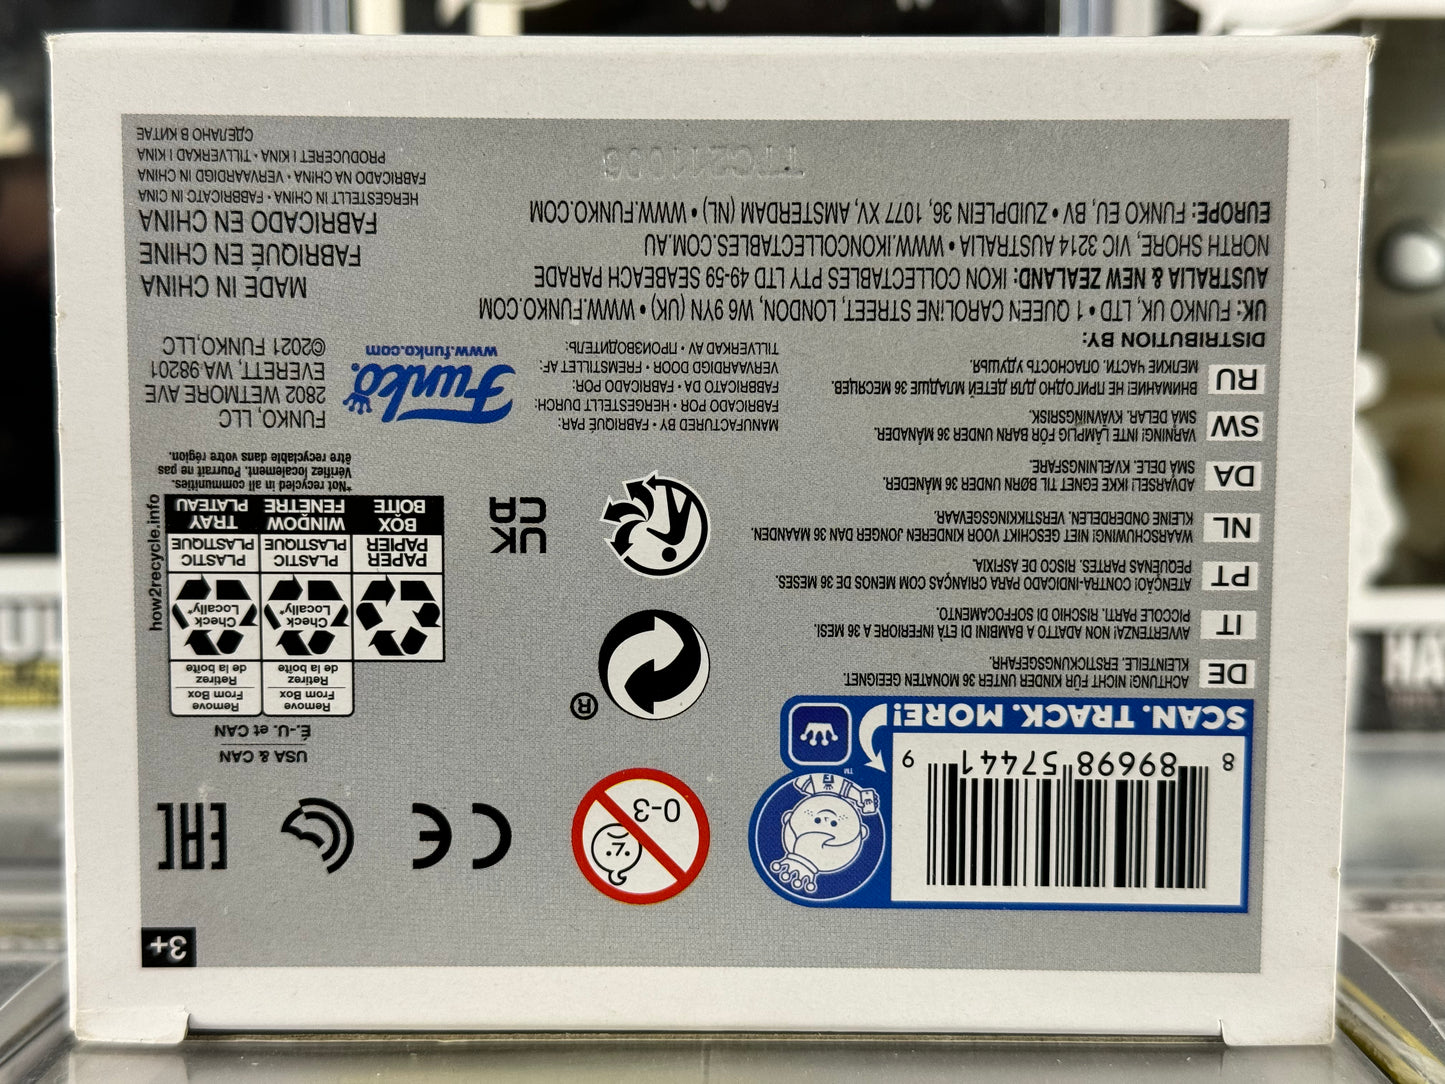 3+
8 89698 57441 9
SCAN. TRACK. MORE!
TM
0-3
CE
EAC
USA & CAN
É.-U. et CAN
Remove
From Box
Retirez
de la boîte
Remove
From Box
Retirez
de la boîte
Check
Locally*
Check
Locally*
PAPER
PAPIER
PLASTIC
PLASTIQUE
PLASTIC
PLASTIQUE
BOX
BOÎTE
WINDOW
FENÊTRE
TRAY
PLATEAU
how2recycle.info
*Not recycled in all communities.
Vérifiez localement. Pourrait ne pas
être recyclable dans votre région.
®
UK
CA
DE
ACHTUNG! NICHT FÜR KINDER UNTER 36 MONATEN GEEIGNET.
KLEINTEILE. ERSTICKUNGSGEFAHR.
IT
AVVERTENZA! NON ADATTO A BAMBINI DI ETÀ INFERIORE A 36 MESI.
PICCOLE PARTI. RISCHIO DI SOFFOCAMENTO.
PT
ATENÇÃO! CONTRA-INDICADO PARA CRIANÇAS COM MENOS DE 36 MESES.
PEQUENAS PARTES. RISCO DE ASFIXIA.
NL
WAARSCHUWING! NIET GESCHIKT VOOR KINDEREN JONGER DAN 36 MAANDEN.
KLEINE ONDERDELEN. VERSTIKKINGSGEVAAR.
DA
ADVARSEL! IKKE EGNET TIL BØRN UNDER 36 MÅNEDER.
SMÅ DELE. KVÆLNINGSFARE.
SW
VARNING! INTE LÄMPLIG FÖR BARN UNDER 36 MÅNADER.
SMÅ DELAR. KVÄVNINGSRISK.
RU
ВНИМАНИЕ! НЕ ПРИГОДНО ДЛЯ ДЕТЕЙ МЛАДШЕ 36 МЕСЯЦЕВ.
МЕЛКИЕ ЧАСТИ. ОПАСНОСТЬ УДУШЬЯ.
MANUFACTURED BY • FABRIQUÉ PAR:
FABRICADO POR • HERGESTELLT DURCH:
FABRICATO DA • FABRICADO POR:
VERVAARDIGD DOOR • FREMSTILLET AF:
TILLVERKAD AV • ПРОИЗВОДИТЕЛЬ:
Funko.
www.funko.com
FUNKO, LLC
2802 WETMORE AVE
EVERETT, WA 98201
©2021 FUNKO,LLC
DISTRIBUTION BY:
UK: FUNKO UK, LTD • 1 QUEEN CAROLINE STREET, LONDON, W6 9YN (UK) • WWW.FUNKO.COM
AUSTRALIA & NEW ZEALAND: IKON COLLECTABLES PTY LTD 49-59 SEABEACH PARADE
NORTH SHORE, VIC 3214 AUSTRALIA • WWW.IKONCOLLECTABLES.COM.AU
EUROPE: FUNKO EU, BV • ZUIDPLEIN 36, 1077 XV, AMSTERDAM (NL) • WWW.FUNKO.COM
MADE IN CHINA
FABRIQUÉ EN CHINE
FABRICADO EN CHINA
HERGESTELLT IN CHINA • FABBRICATO IN CINA
FABRICADO NA CHINA • VERVAARDIGD IN CHINA
PRODUCERET I KINA • TILLVERKAD I KINA
СДЕЛАНО В КИТАЕ